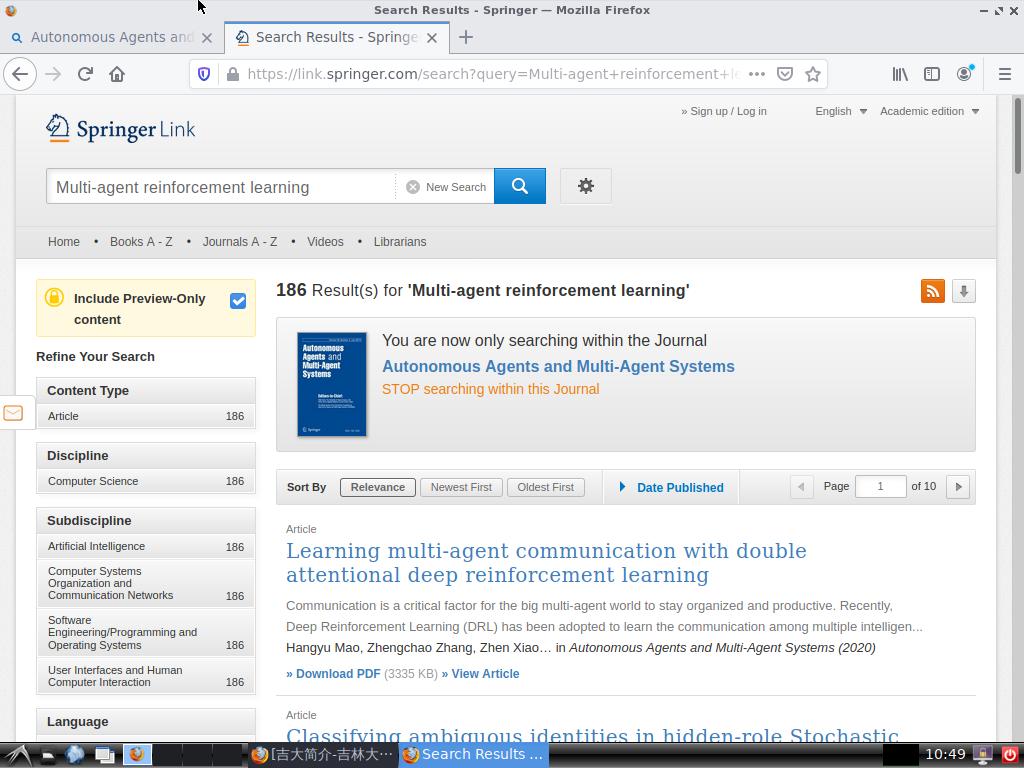 Search Results - Springer — Mozilla Firefox
Autonomous Agents and
Search Results - Springe
https://link.springer.com/search?query=Multi-agent+reinforcement+l
» Sign up / Log in
English
Academic edition
Springer Link
Multi-agent reinforcement learning
New Search
Home • Books A - Z • Journals A - Z • Videos • Librarians
Include Preview-Only
content
186 Result(s) for 'Multi-agent reinforcement learning'
You are now only searching within the Journal
Autonomous Agents and Multi-Agent Systems
STOP searching within this Journal
Autonomous
Agents and
Multi-Agent
Systems
Springer
Refine Your Search
Content Type
Article 186
Discipline
Computer Science 186
Subdiscipline
Artificial Intelligence 186
Computer Systems
Organization and
Communication Networks 186
Software
Engineering/Programming and
Operating Systems 186
User Interfaces and Human
Computer Interaction 186
Language
Sort By Relevance Newest First Oldest First Date Published Page 1 of 10
Article
Learning multi-agent communication with double
attentional deep reinforcement learning
Communication is a critical factor for the big multi-agent world to stay organized and productive. Recently,
Deep Reinforcement Learning (DRL) has been adopted to learn the communication among multiple intelligen...
Hangyu Mao, Zhengchao Zhang, Zhen Xiao… in Autonomous Agents and Multi-Agent Systems (2020)
» Download PDF (3335 KB) » View Article
Article
Classifying ambiguous identities in hidden-role Stochastic
[吉大简介-吉林大…
Search Results ...
10:49